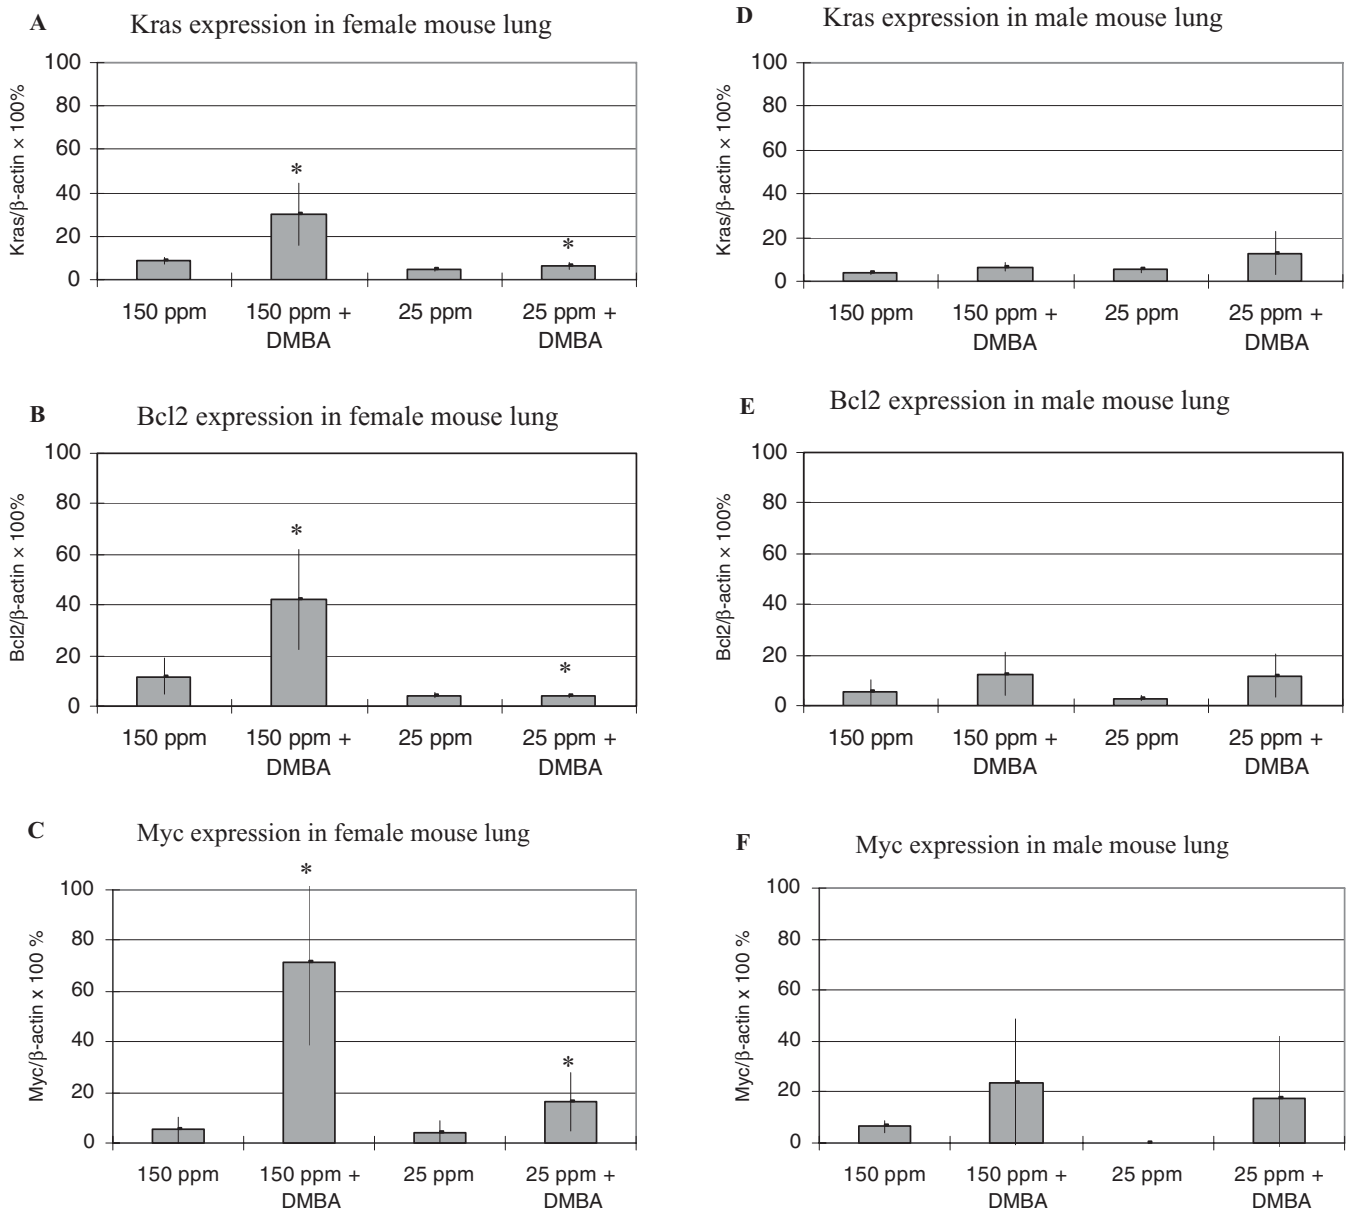 A
Kras expression in female mouse lung
Kras/β-actin × 100%
100
80
60
40
20
0
*
*
150 ppm
150 ppm +
DMBA
25 ppm
25 ppm +
DMBA
B
Bcl2 expression in female mouse lung
Bcl2/β-actin × 100%
100
80
60
40
20
0
*
*
150 ppm
150 ppm +
DMBA
25 ppm
25 ppm +
DMBA
C
Myc expression in female mouse lung
Myc/β-actin x 100 %
100
80
60
40
20
0
*
*
150 ppm
150 ppm +
DMBA
25 ppm
25 ppm +
DMBA
D
Kras expression in male mouse lung
Kras/β-actin × 100%
100
80
60
40
20
0
150 ppm
150 ppm +
DMBA
25 ppm
25 ppm +
DMBA
E
Bcl2 expression in male mouse lung
Bcl2/β-actin × 100%
100
80
60
40
20
0
150 ppm
150 ppm +
DMBA
25 ppm
25 ppm +
DMBA
F
Myc expression in male mouse lung
Myc/β-actin x 100 %
100
80
60
40
20
0
150 ppm
150 ppm +
DMBA
25 ppm
25 ppm +
DMBA